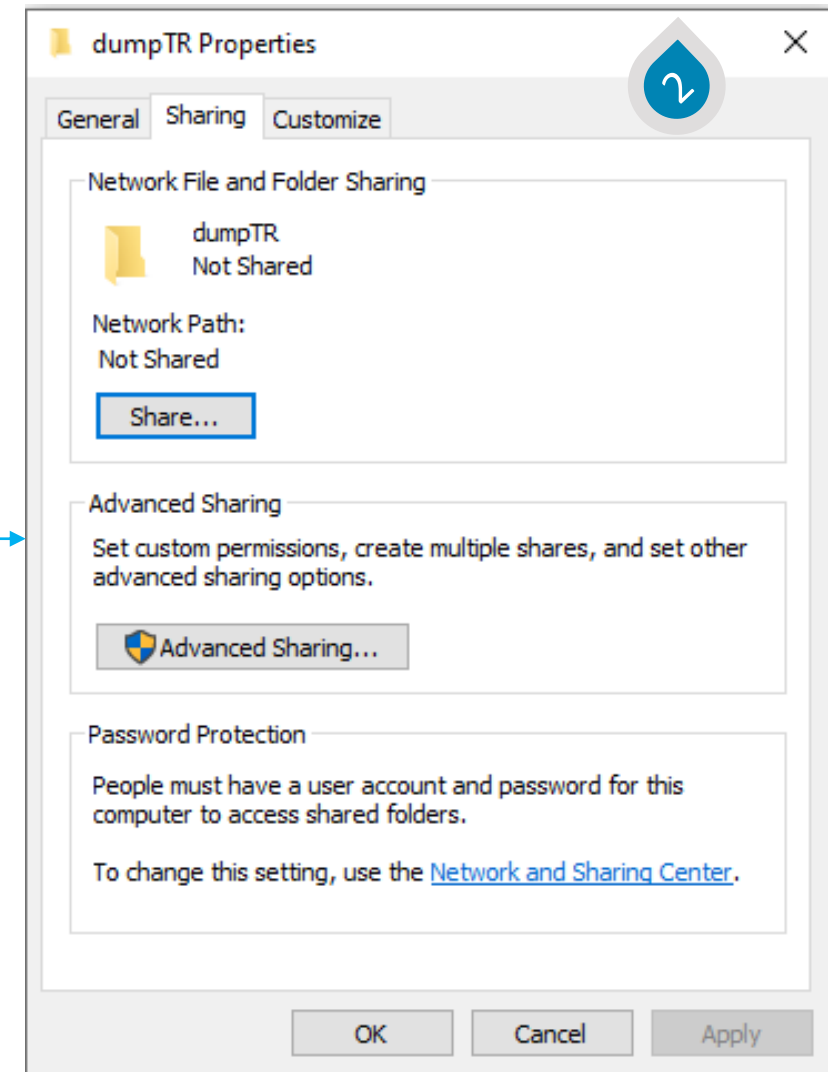 dumpTR Properties
2
General Sharing Customize
Network File and Folder Sharing
dumpTR
Not Shared
Network Path:
Not Shared
Share...
Advanced Sharing
Set custom permissions, create multiple shares, and set other
advanced sharing options.
Advanced Sharing...
Password Protection
People must have a user account and password for this
computer to access shared folders.
To change this setting, use the Network and Sharing Center.
OK Cancel Apply